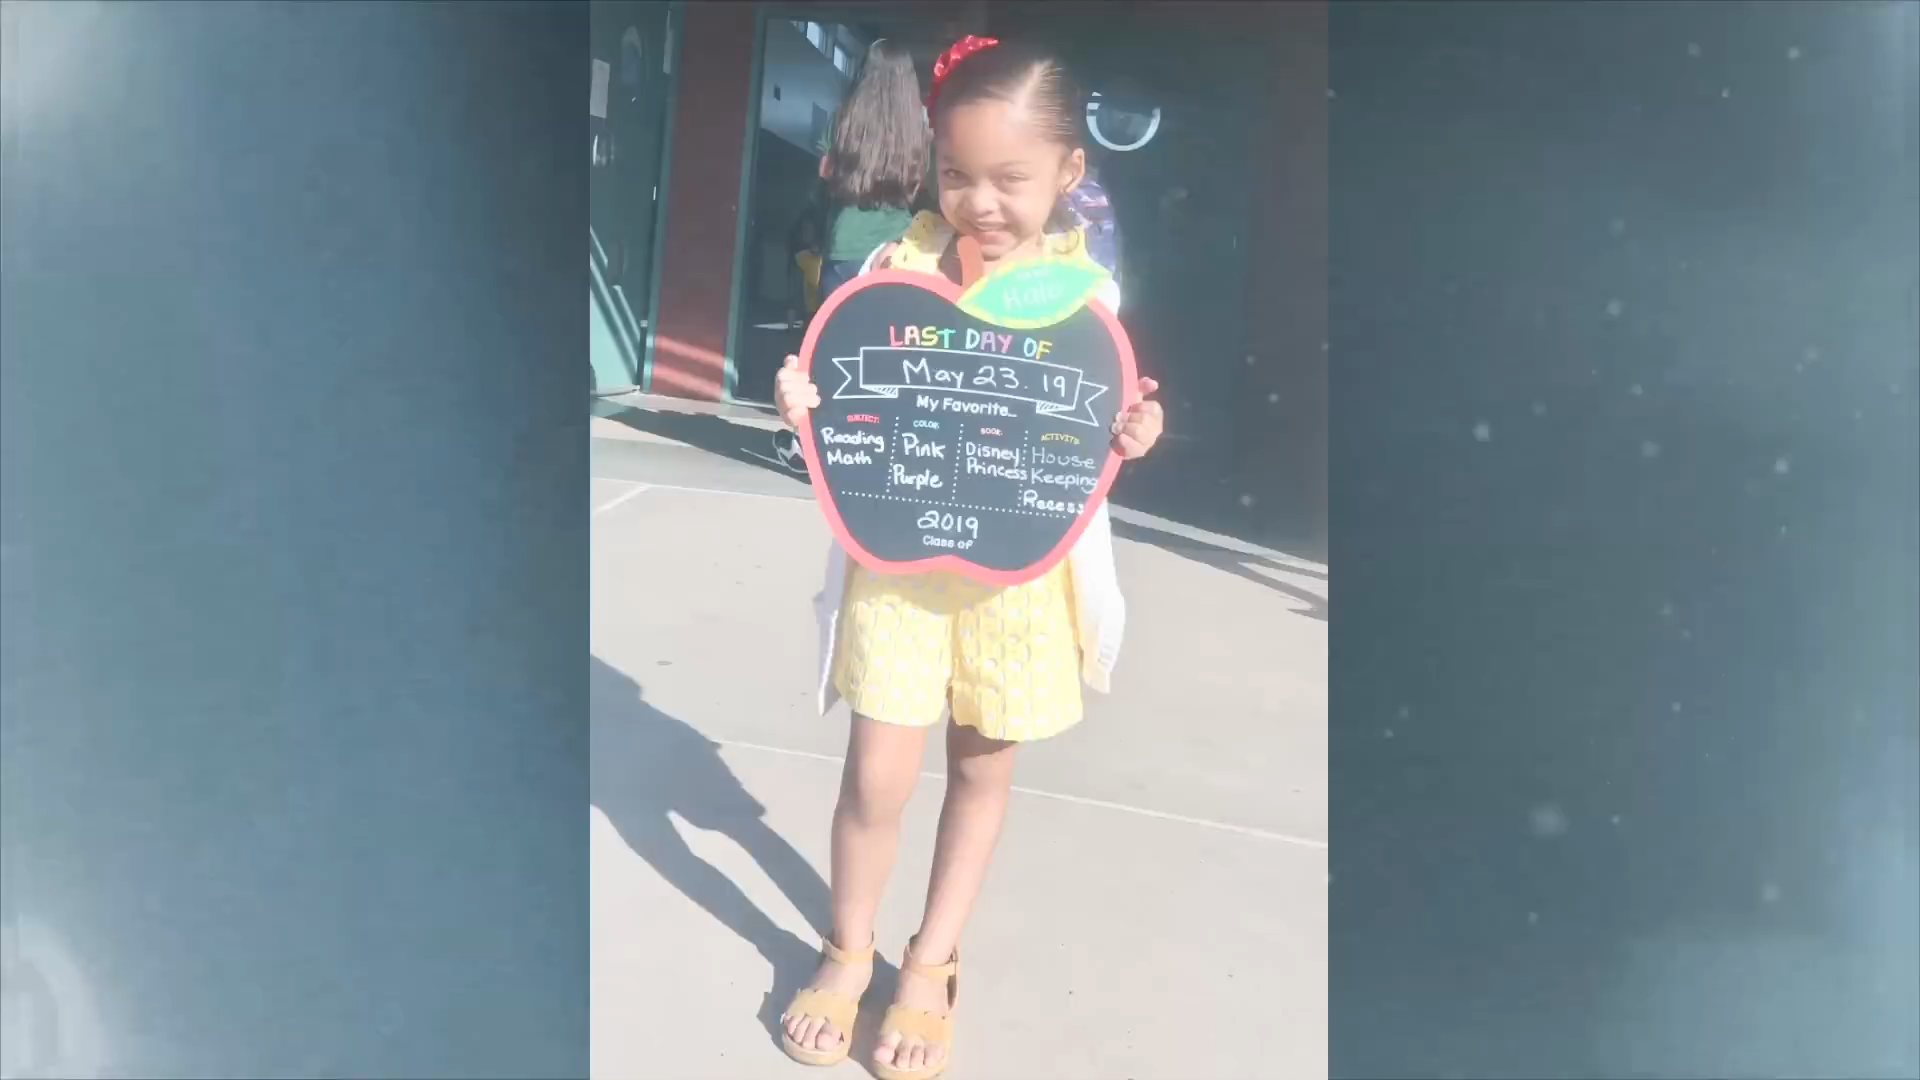 Halo
LAST DAY OF
May 23. 19
My Favorite...
SUBJECT:
Reading
Math
COLOR:
Pink
Purple
BOOK:
Disney
Princess
ACTIVITY:
House
Keeping
Recess
2019
Class of